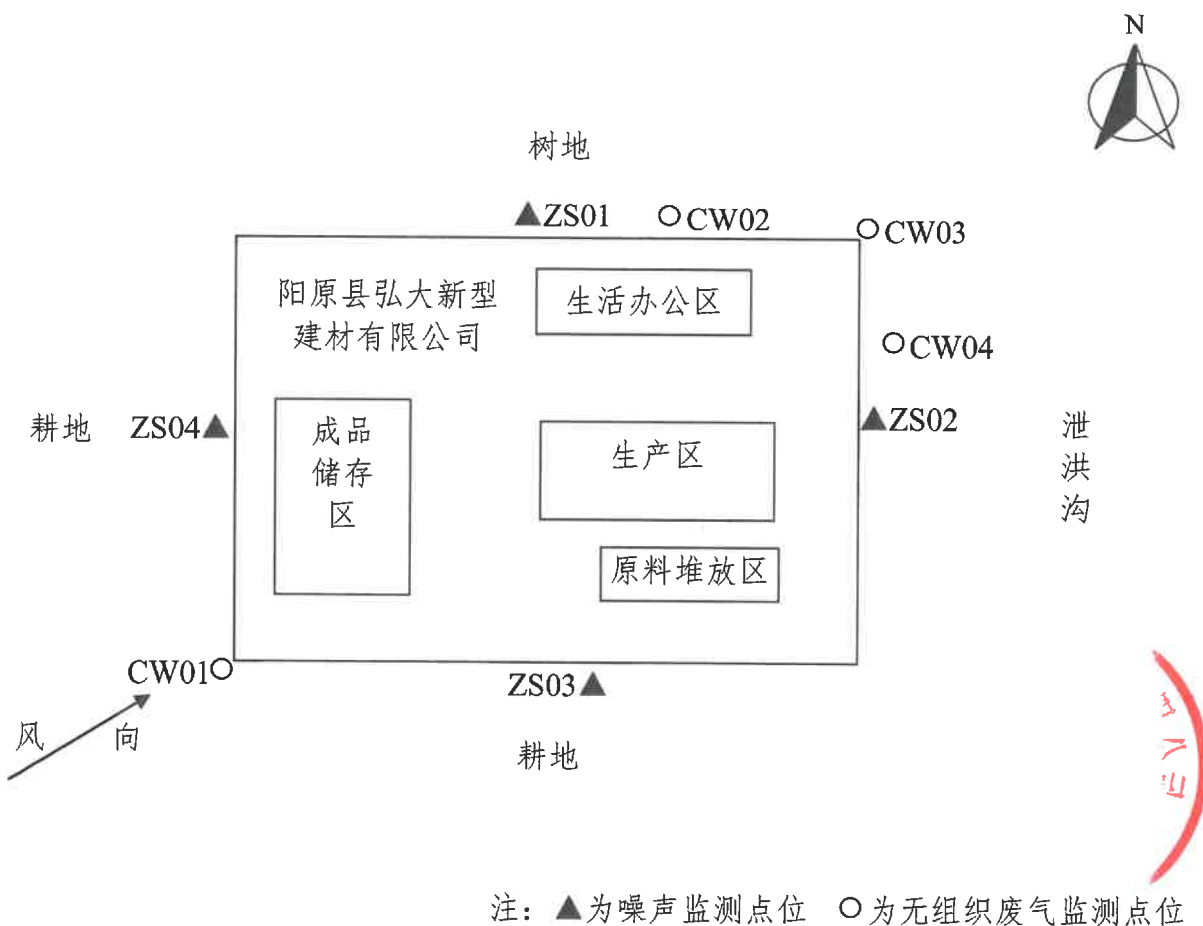 N
树地
▲ZS01
○CW02
○CW03
阳原县弘大新型
建材有限公司
生活办公区
○CW04
耕地
ZS04▲
成品
储存
区
生产区
▲ZS02
泄
洪
沟
原料堆放区
CW01○
ZS03▲
风向
耕地
注：▲为噪声监测点位 ○为无组织废气监测点位